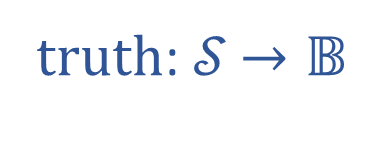 truth: 𝒮 → 𝔹